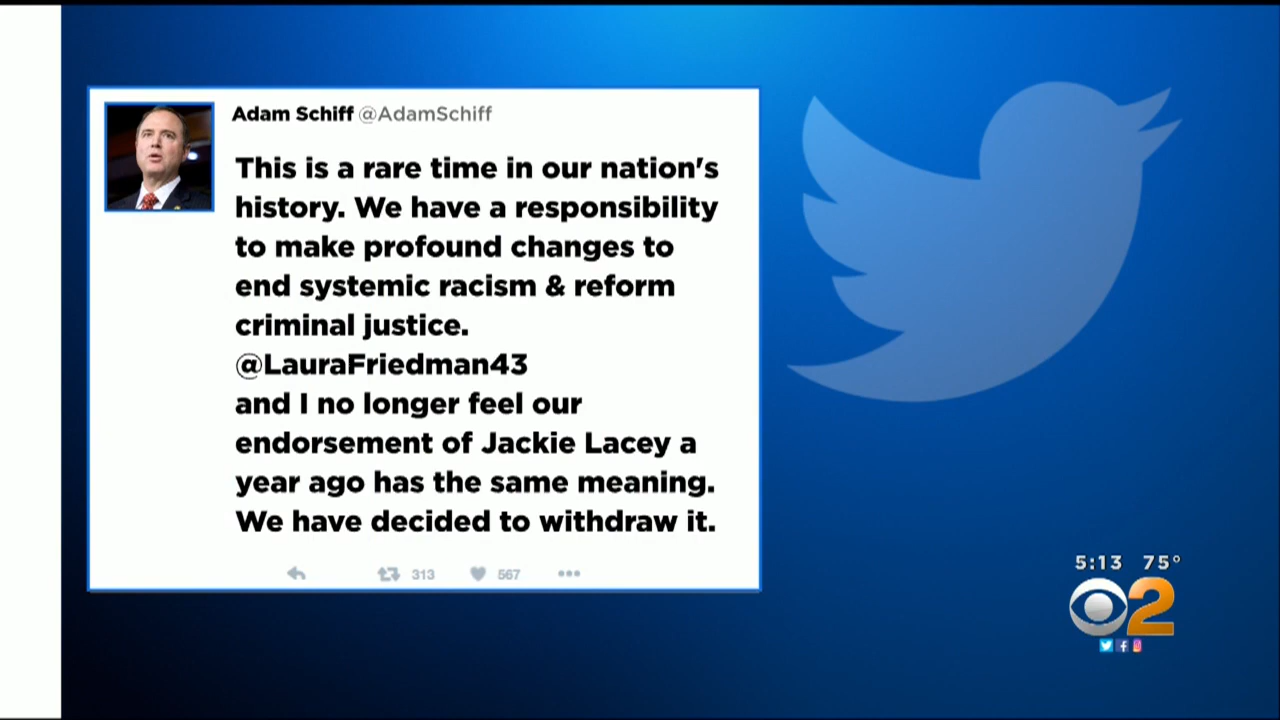 Adam Schiff @AdamSchiff
This is a rare time in our nation's
history. We have a responsibility
to make profound changes to
end systemic racism & reform
criminal justice.
@LauraFriedman43
and I no longer feel our
endorsement of Jackie Lacey a
year ago has the same meaning.
We have decided to withdraw it.
313 567
5:13 75°
2